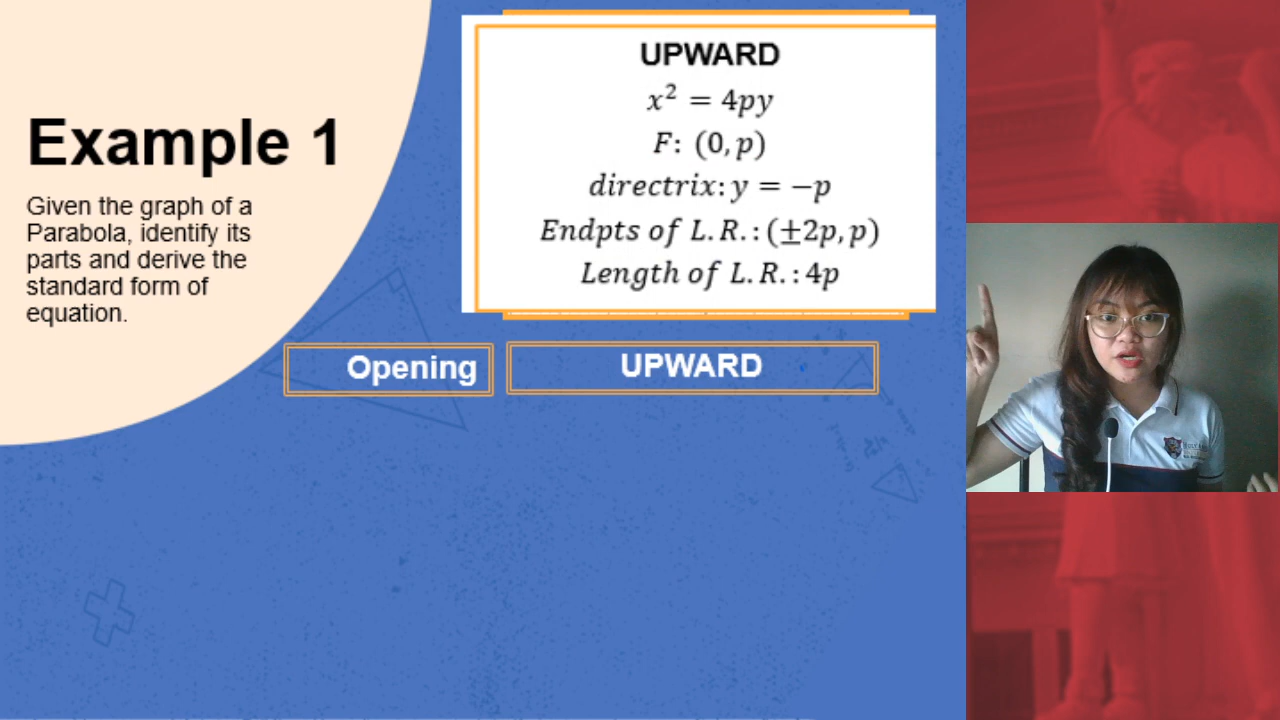 Example 1
Given the graph of a
Parabola, identify its
parts and derive the
standard form of
equation.
UPWARD
x² = 4py
F: (0, p)
directrix: y = −p
Endpts of L.R.: (±2p, p)
Length of L.R.: 4p
Opening
UPWARD